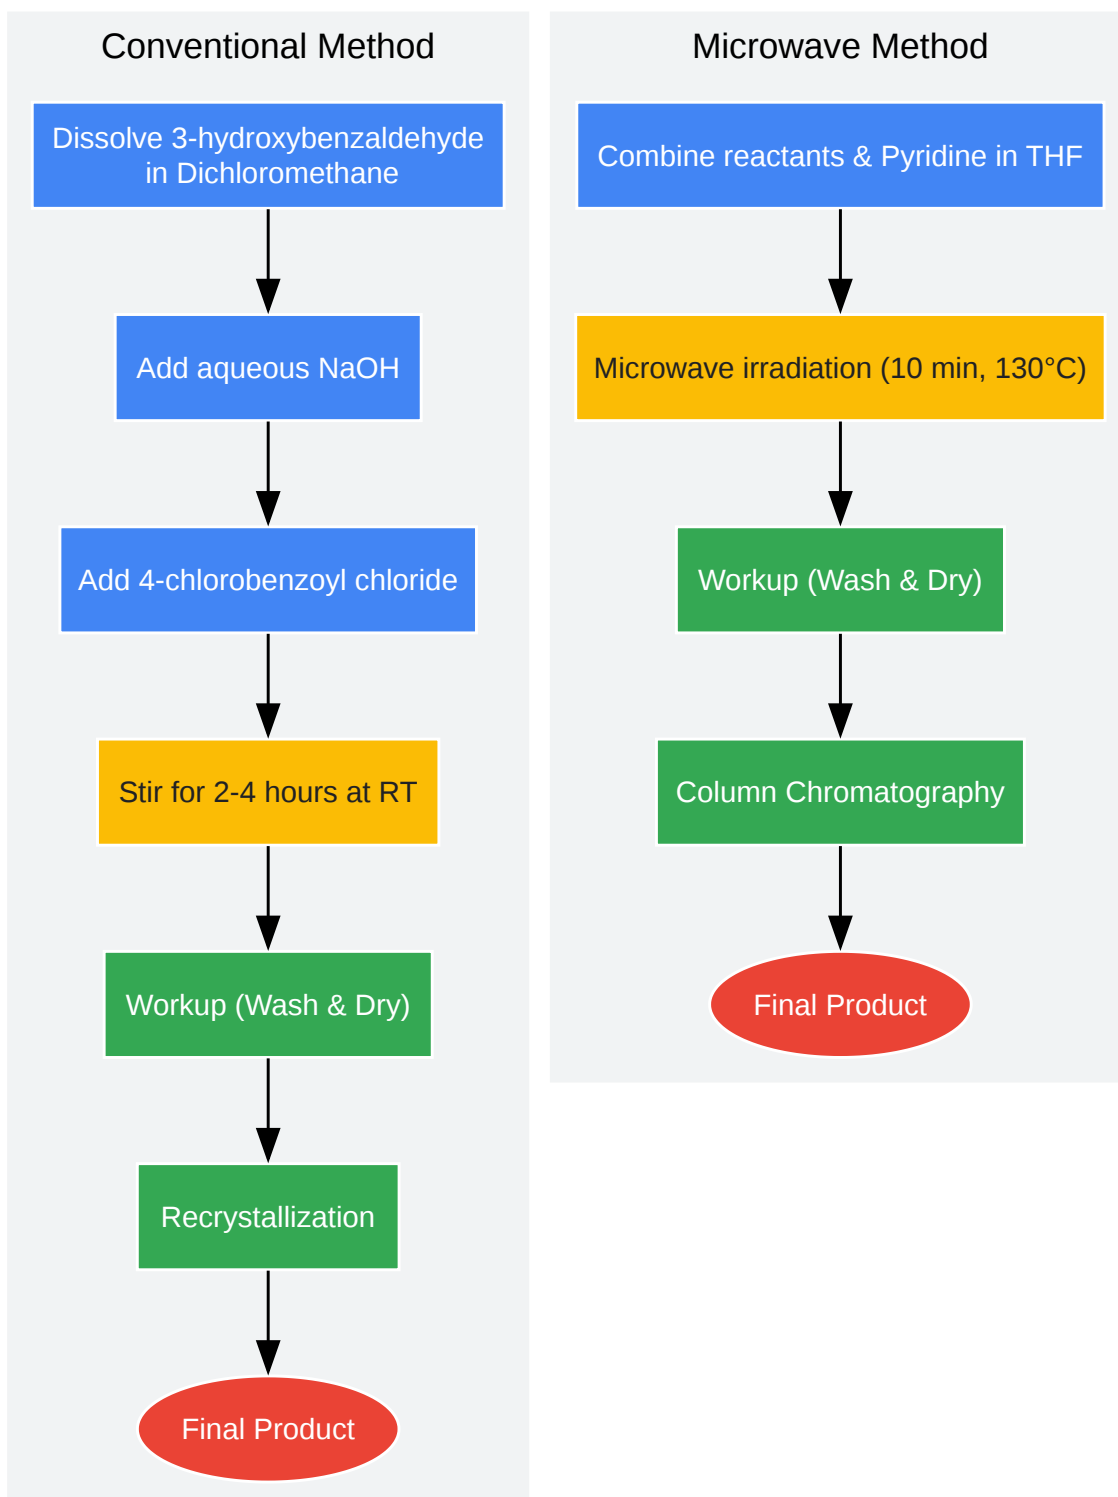 Conventional Method
Dissolve 3-hydroxybenzaldehyde
in Dichloromethane
Add aqueous NaOH
Add 4-chlorobenzoyl chloride
Stir for 2-4 hours at RT
Workup (Wash & Dry)
Recrystallization
Final Product
Microwave Method
Combine reactants & Pyridine in THF
Microwave irradiation (10 min, 130°C)
Workup (Wash & Dry)
Column Chromatography
Final Product